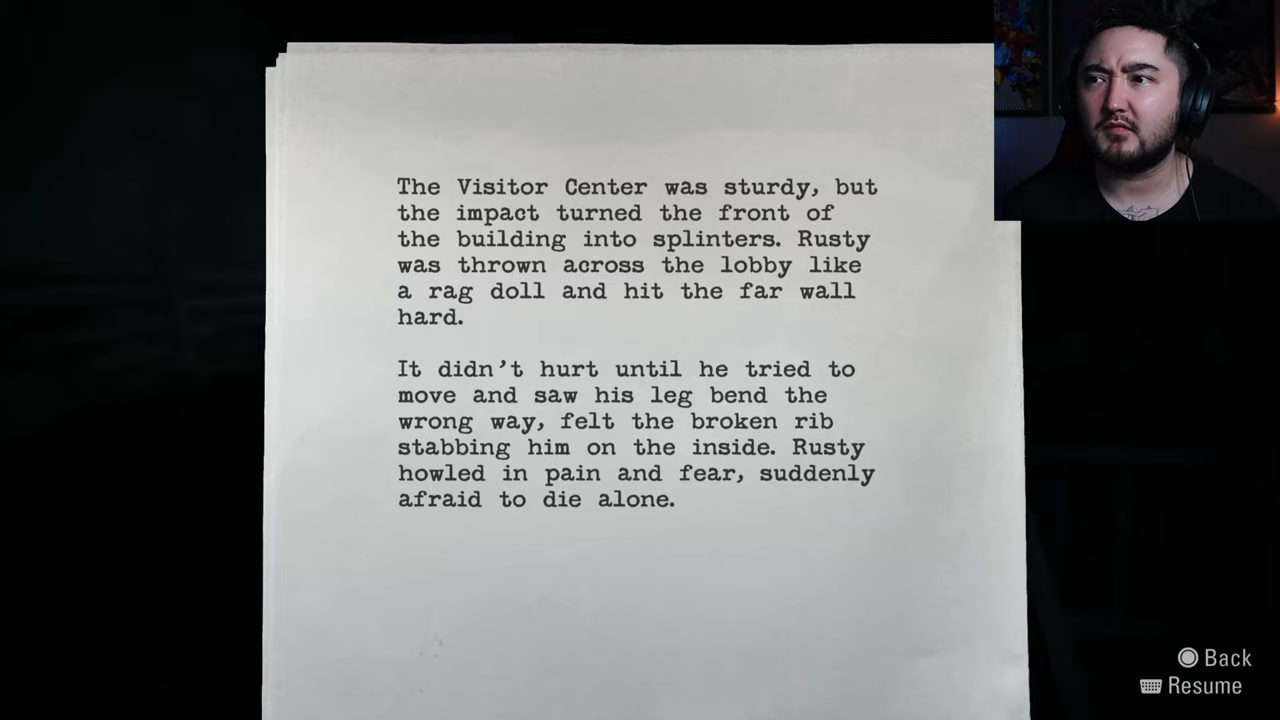 The Visitor Center was sturdy, but
the impact turned the front of
the building into splinters. Rusty
was thrown across the lobby like
a rag doll and hit the far wall
hard.
It didn't hurt until he tried to
move and saw his leg bend the
wrong way, felt the broken rib
stabbing him on the inside. Rusty
howled in pain and fear, suddenly
afraid to die alone.
Back
Resume